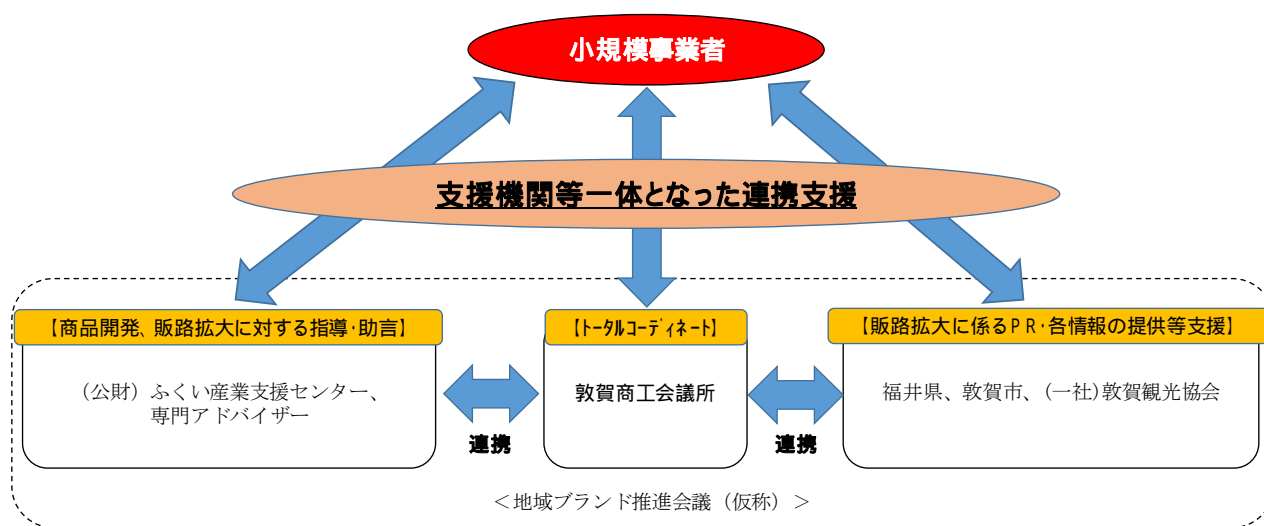 小規模事業者
支援機関等一体となった連携支援
【商品開発、販路拡大に対する指導・助言】
(公財)ふくい産業支援センター、
専門アドバイザー
連携
【ﾄｰﾀﾙｺｰﾃﾞｨﾈｰﾄ】
敦賀商工会議所
連携
【販路拡大に係るＰＲ・各情報の提供等支援】
福井県、敦賀市、(一社)敦賀観光協会
＜地域ブランド推進会議（仮称）＞